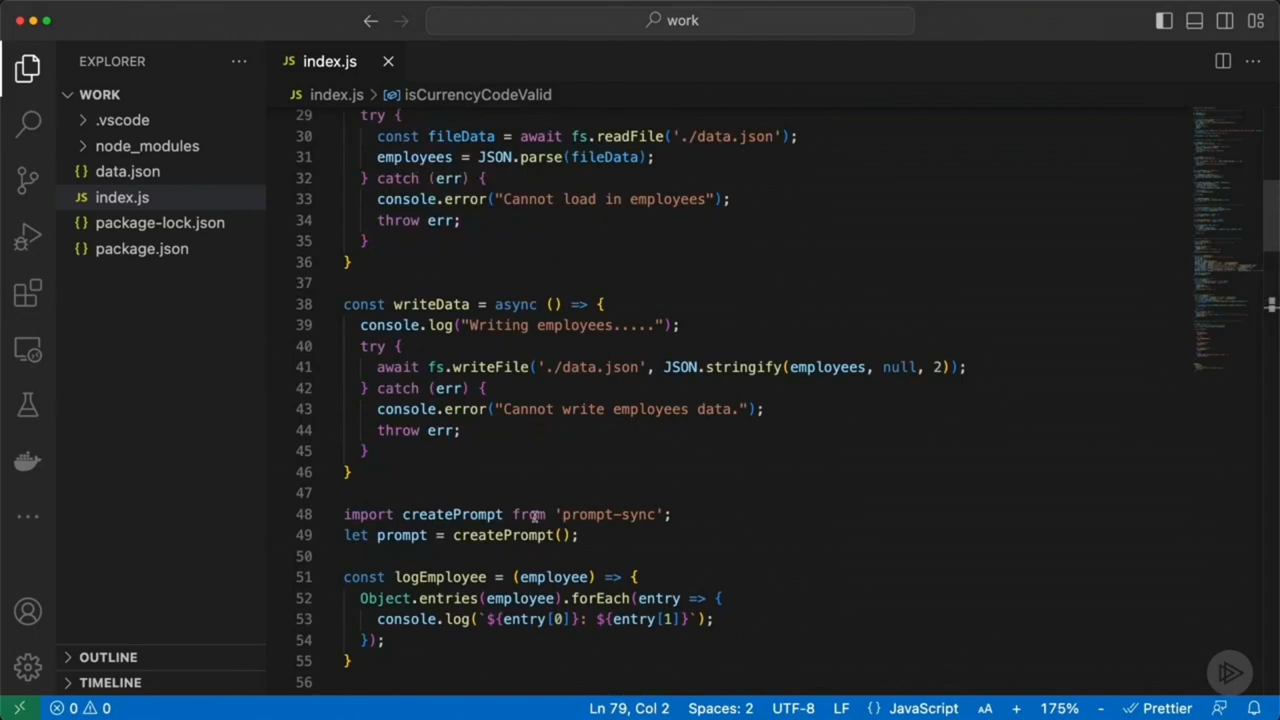 work
EXPLORER
WORK
.vscode
node_modules
{} data.json
JS index.js
{} package-lock.json
{} package.json
OUTLINE
TIMELINE
JS index.js
JS index.js > isCurrencyCodeValid
29 try {
30 const fileData = await fs.readFile('./data.json');
31 employees = JSON.parse(fileData);
32 } catch (err) {
33 console.error("Cannot load in employees");
34 throw err;
35 }
36 }
37
38 const writeData = async () => {
39 console.log("Writing employees.....");
40 try {
41 await fs.writeFile('./data.json', JSON.stringify(employees, null, 2));
42 } catch (err) {
43 console.error("Cannot write employees data.");
44 throw err;
45 }
46 }
47
48 import createPrompt from 'prompt-sync';
49 let prompt = createPrompt();
50
51 const logEmployee = (employee) => {
52 Object.entries(employee).forEach(entry => {
53 console.log(`${entry[0]}: ${entry[1]}`);
54 });
55 }
56
0 0 Ln 79, Col 2 Spaces: 2 UTF-8 LF {} JavaScript AA + 175% - Prettier